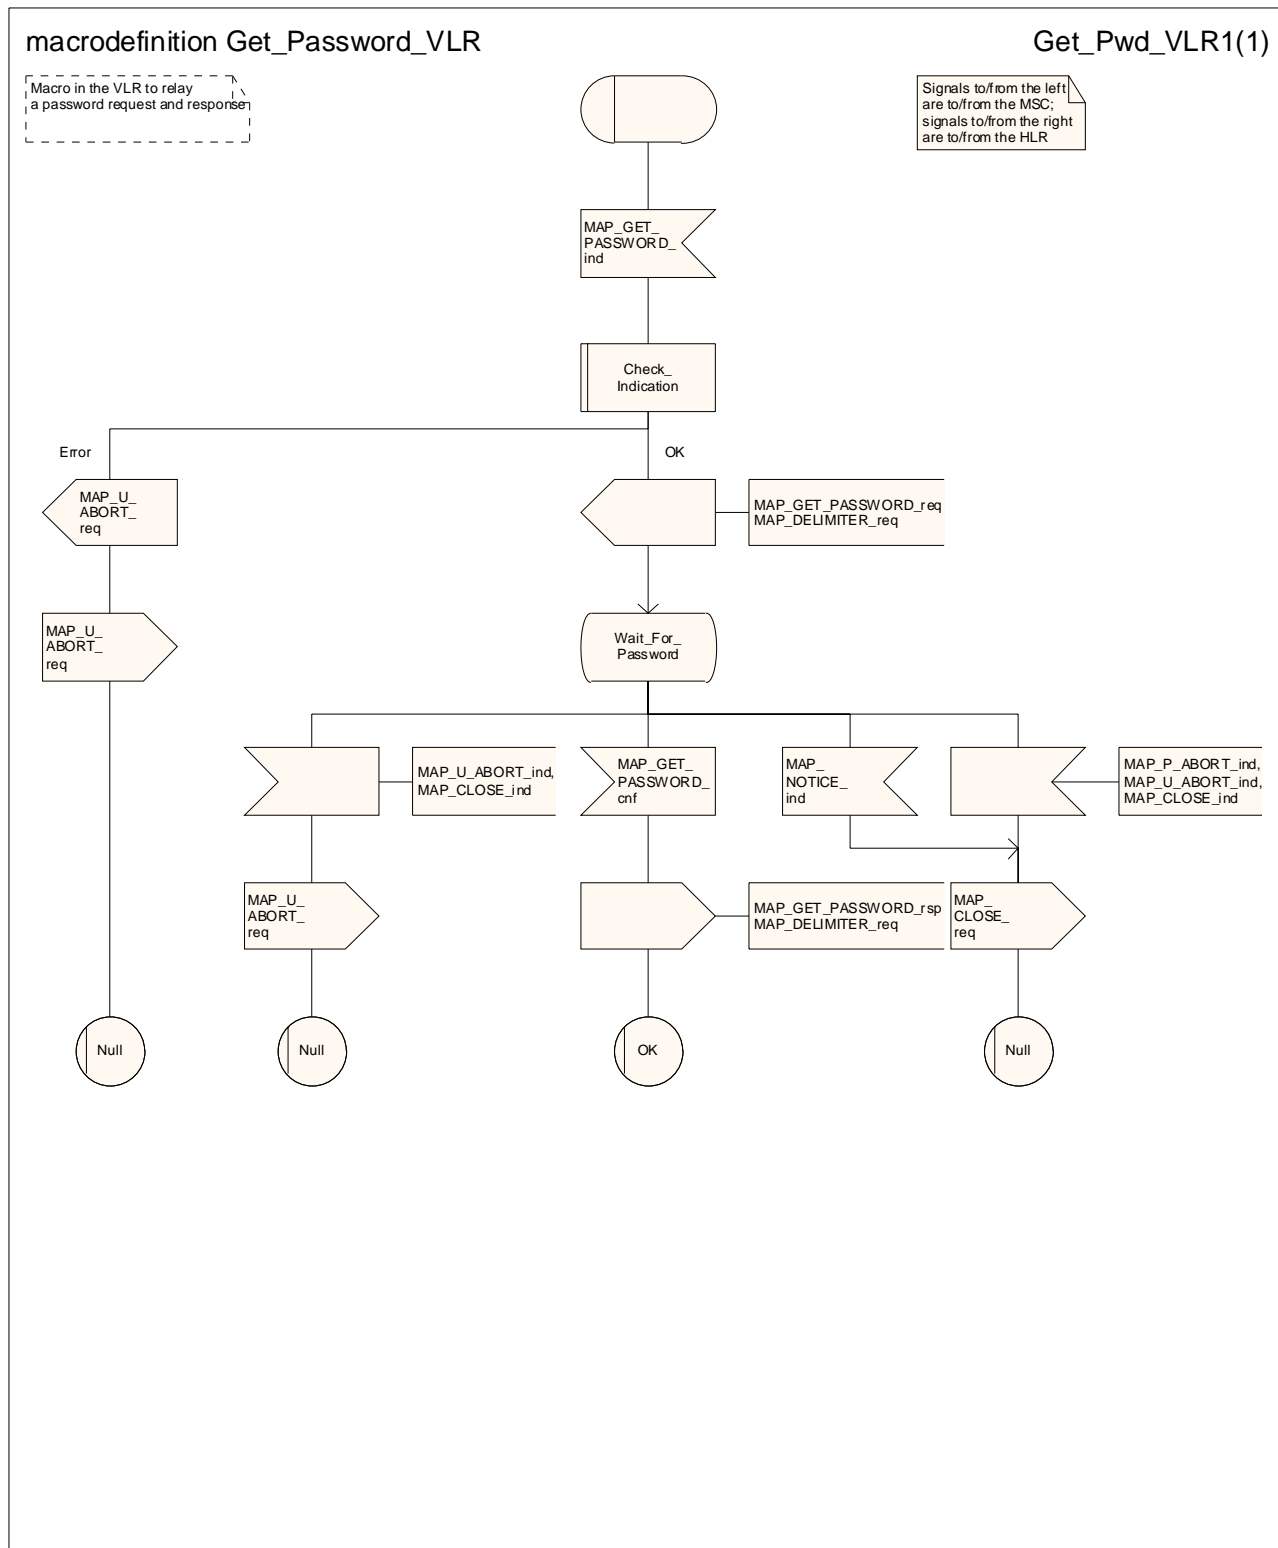 macrodefinition Get_Password_VLR
Get_Pwd_VLR1(1)
Macro in the VLR to relay
a password request and response
Signals to/from the left
are to/from the MSC;
signals to/from the right
are to/from the HLR
MAP_GET_
PASSWORD_
ind
Check_
Indication
Error
OK
MAP_U_
ABORT_
req
MAP_GET_PASSWORD_req
MAP_DELIMITER_req
MAP_U_
ABORT_
req
Wait_For_
Password
MAP_U_ABORT_ind,
MAP_CLOSE_ind
MAP_GET_
PASSWORD_
cnf
MAP_
NOTICE_
ind
MAP_P_ABORT_ind,
MAP_U_ABORT_ind,
MAP_CLOSE_ind
MAP_U_
ABORT_
req
MAP_GET_PASSWORD_rsp
MAP_DELIMITER_req
MAP_
CLOSE_
req
Null
Null
OK
Null